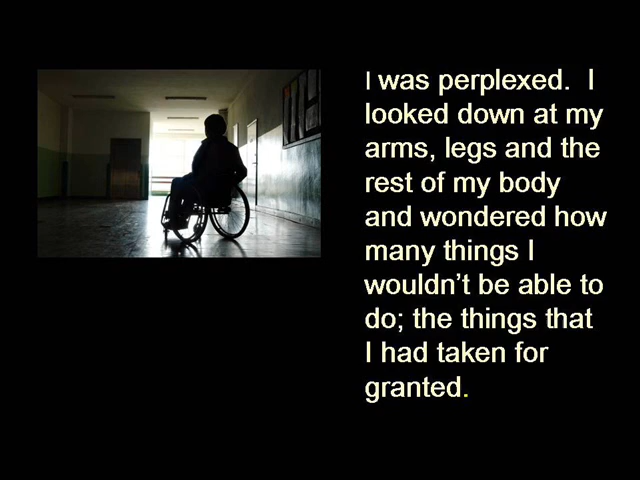 I was perplexed.  I
looked down at my
arms, legs and the
rest of my body
and wondered how
many things I
wouldn’t be able to
do; the things that
I had taken for
granted.